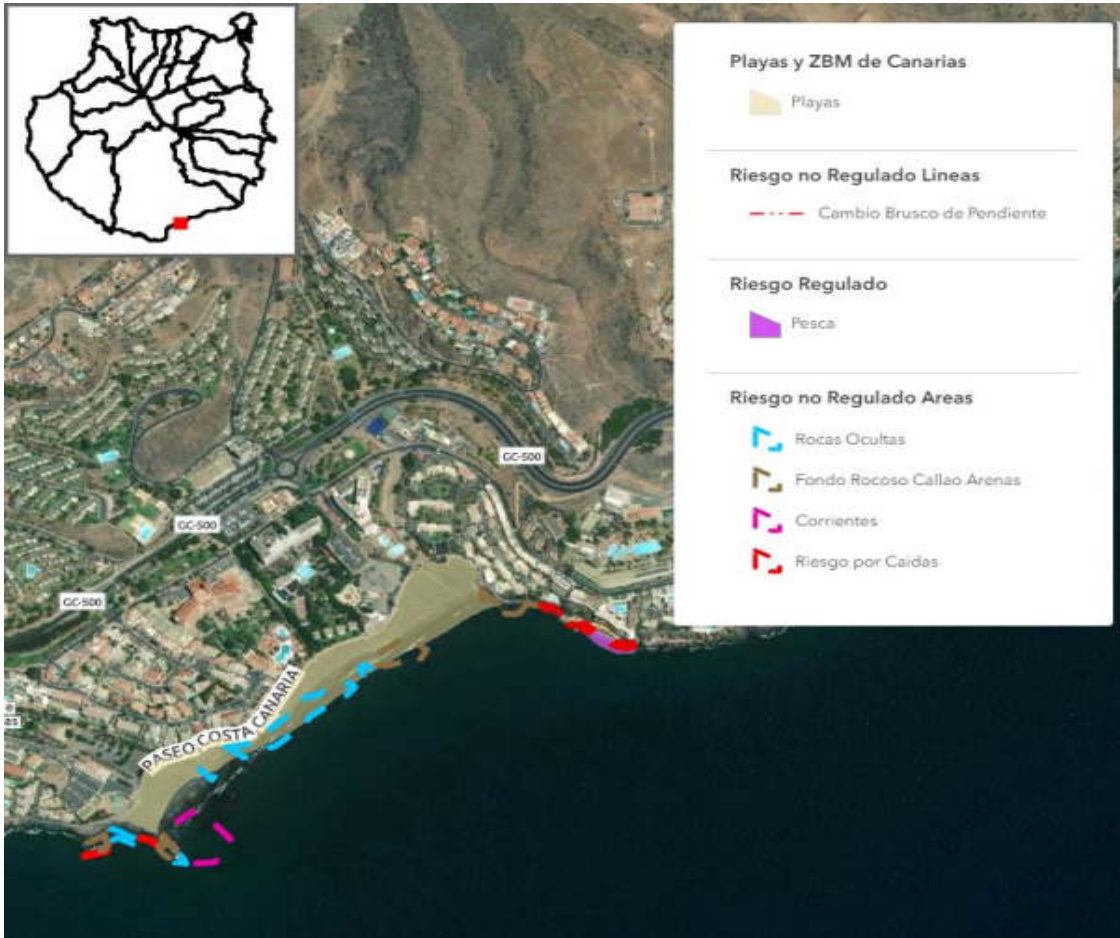 Playas y ZBM de Canarias
Playas
Riesgo no Regulado Lineas
Cambio Brusco de Pendiente
Riesgo Regulado
Pesca
Riesgo no Regulado Areas
Rocas Ocultas
Fondo Rocoso Callao Arenas
Corrientes
Riesgo por Caidas
GC-500
GC-500
GC-500
PASEO COSTA CANARIA
as